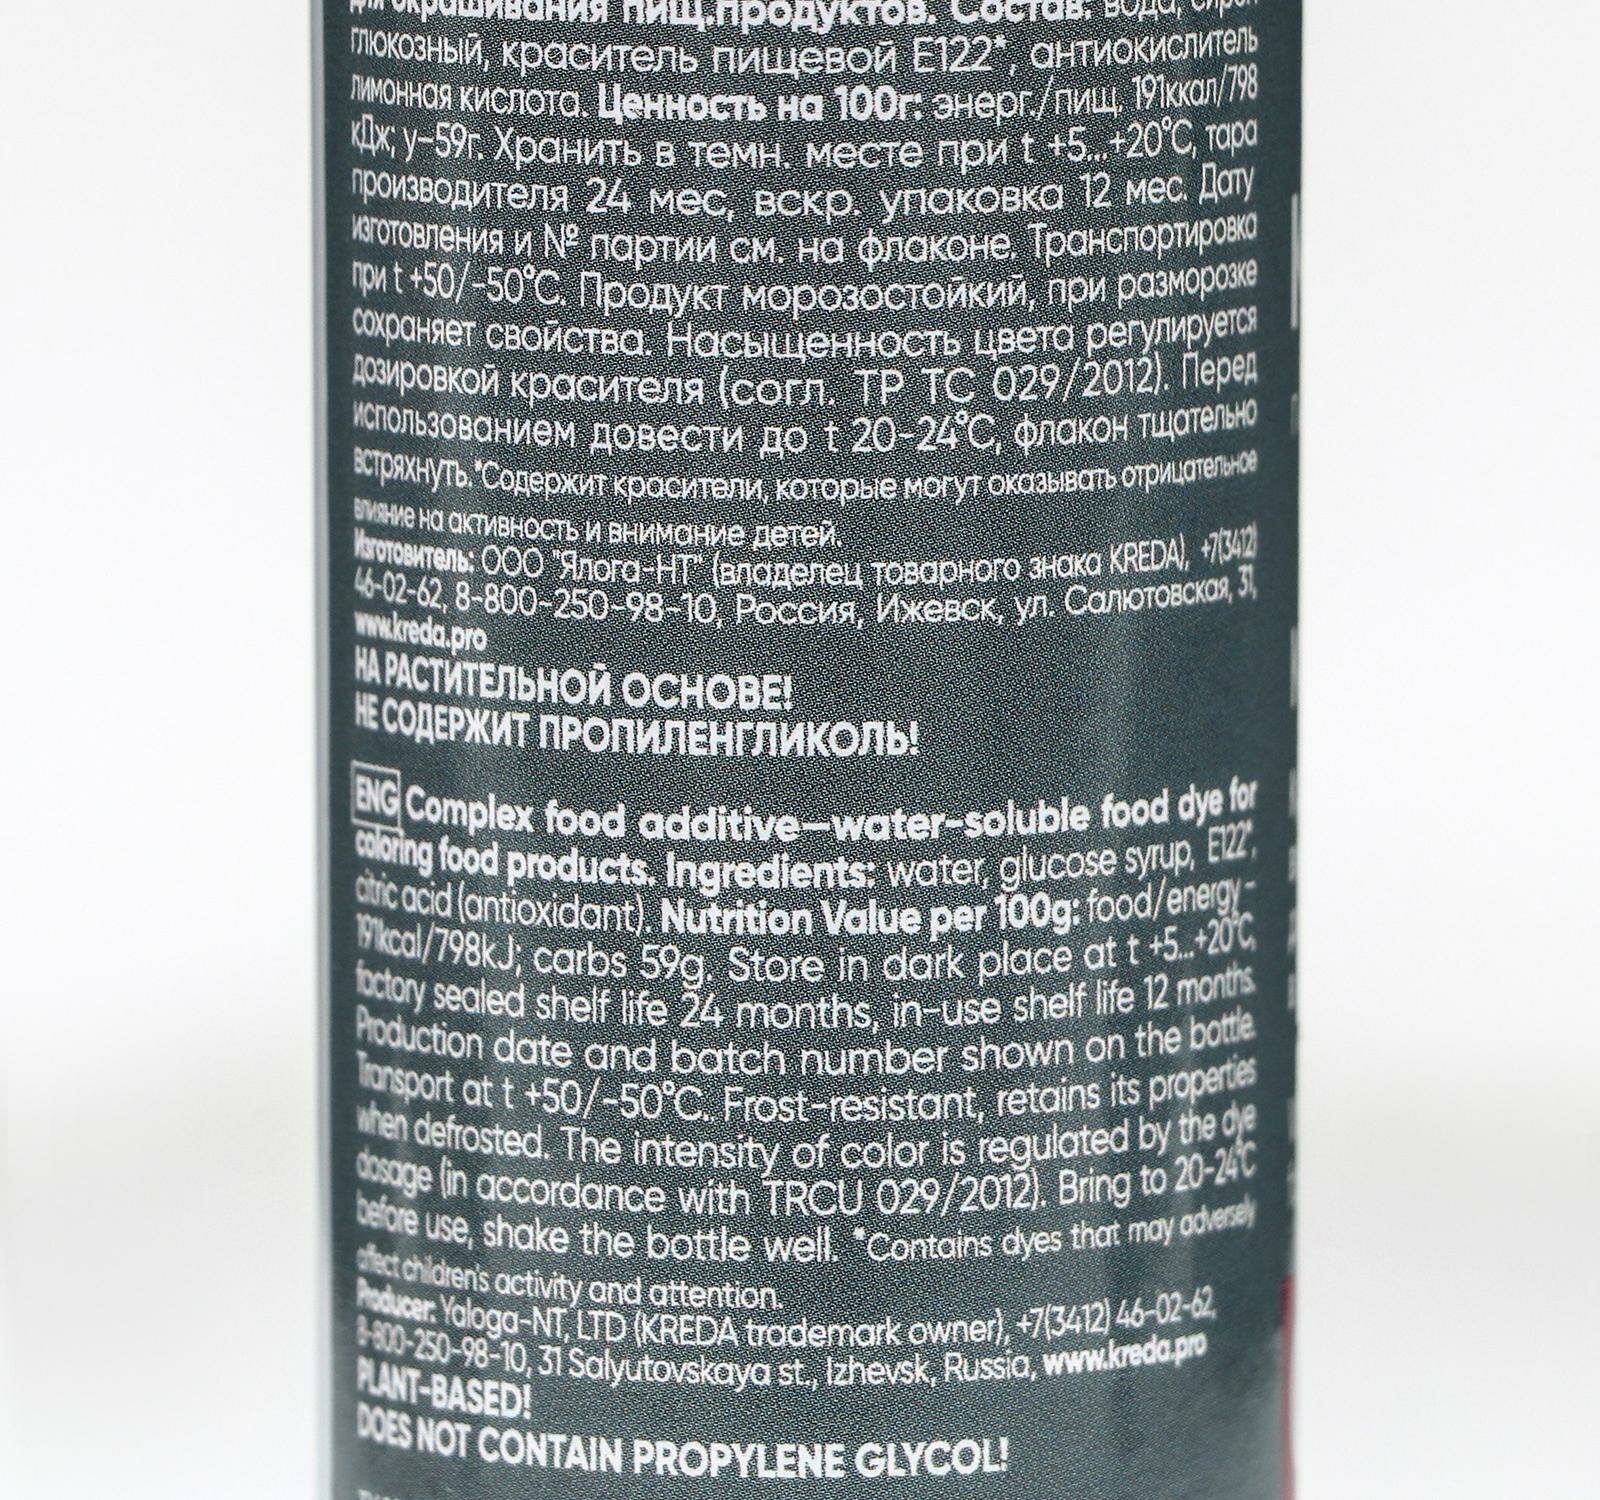 для окрашивания пищ.продуктов. Состав: вода, сироп
глюкозный, краситель пищевой Е122*, антиокислитель
лимонная кислота. Ценность на 100г: энерг./пищ. 191ккал/798
кДж; у-59г. Хранить в темн. месте при t +5...+20°С, тара
производителя 24 мес, вскр. упаковка 12 мес. Дату
изготовления и № партии см. на флаконе. Транспортировка
при t +50/-50°С. Продукт морозостойкий, при разморозке
сохраняет свойства. Насыщенность цвета регулируется
дозировкой красителя (согл. ТР ТС 029/2012). Перед
использованием довести до t 20-24°С, флакон тщательно
встряхнуть. *Содержит красители, которые могут оказывать отрицательное
влияние на активность и внимание детей.
Изготовитель: ООО "Ялога-НТ" (владелец товарного знака KREDA), +7(3412)
46-02-62, 8-800-250-98-10, Россия, Ижевск, ул. Салютовская, 31,
www.kreda.pro
НА РАСТИТЕЛЬНОЙ ОСНОВЕ!
НЕ СОДЕРЖИТ ПРОПИЛЕНГЛИКОЛЬ!
ENG Complex food additive—water-soluble food dye for
coloring food products. Ingredients: water, glucose syrup, E122*,
citric acid (antioxidant). Nutrition Value per 100g: food/energy -
191kcal/798kJ; carbs 59g. Store in dark place at t +5...+20°C,
factory sealed shelf life 24 months, in-use shelf life 12 months.
Production date and batch number shown on the bottle.
Transport at t +50/-50°C. Frost-resistant, retains its properties
when defrosted. The intensity of color is regulated by the dye
dosage (in accordance with TRCU 029/2012). Bring to 20-24°C
before use, shake the bottle well. *Contains dyes that may adversely
affect children's activity and attention.
Producer: Yaloga-NT, LTD (KREDA trademark owner), +7(3412) 46-02-62,
8-800-250-98-10, 31 Salyutovskaya st., Izhevsk, Russia, www.kreda.pro
PLANT-BASED!
DOES NOT CONTAIN PROPYLENE GLYCOL!